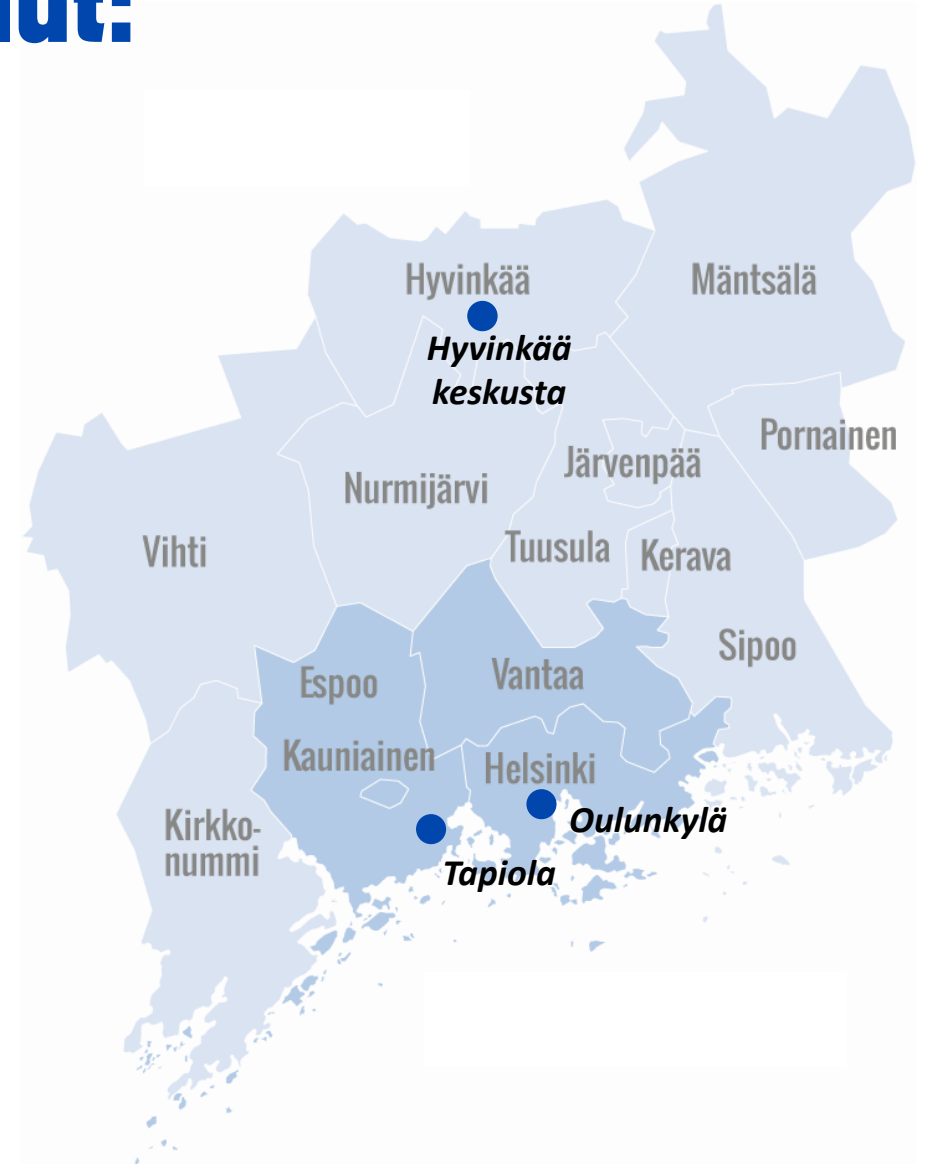 Hyvinkää
Mäntsälä
Hyvinkää
keskusta
Pornainen
Järvenpää
Nurmijärvi
Vihti
Tuusula
Kerava
Sipoo
Espoo
Vantaa
Kauniainen
Helsinki
Kirkko-
nummi
Oulunkylä
Tapiola